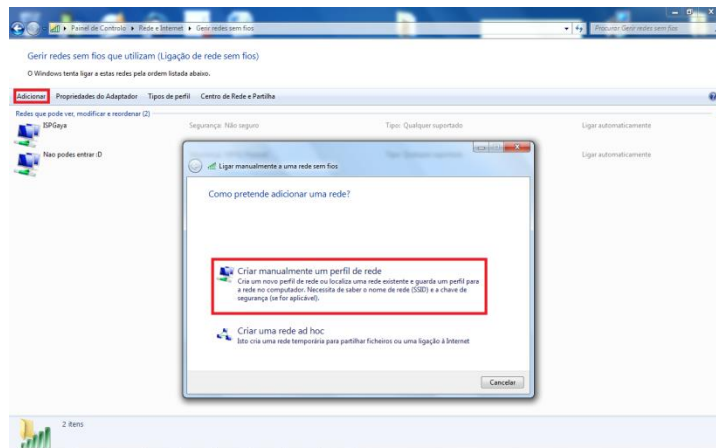 Painel de Controlo ▸ Rede e Internet ▸ Gerir redes sem fios
Procurar Gerir redes sem fios
Gerir redes sem fios que utilizam (Ligação de rede sem fios)
O Windows tenta ligar a estas redes pela ordem listada abaixo.
Adicionar Propriedades do Adaptador Tipos de perfil Centro de Rede e Partilha
Redes que pode ver, modificar e reordenar (2)
ISPGaya Segurança: Não seguro Tipo: Qualquer suportado Ligar automaticamente
Nao podes entrar :D Ligar automaticamente
Ligar manualmente a uma rede sem fios
Como pretende adicionar uma rede?
Criar manualmente um perfil de rede
Cria um novo perfil de rede ou localiza uma rede existente e guarda um perfil para
a rede no computador. Necessita de saber o nome de rede (SSID) e a chave de
segurança (se for aplicável).
Criar uma rede ad hoc
Isto cria uma rede temporária para partilhar ficheiros ou uma ligação à Internet
Cancelar
2 itens